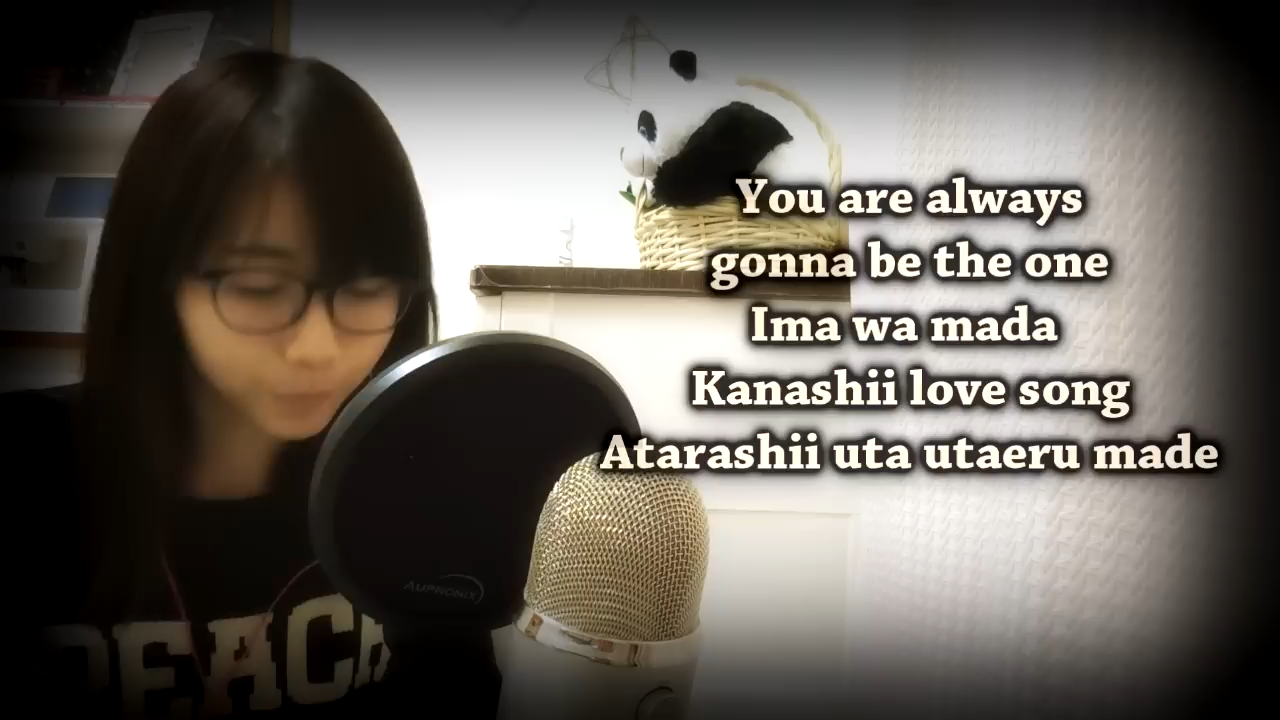 You are always
gonna be the one
Ima wa mada
Kanashii love song
Atarashii uta utaeru made
AUPHONIX
PEACH